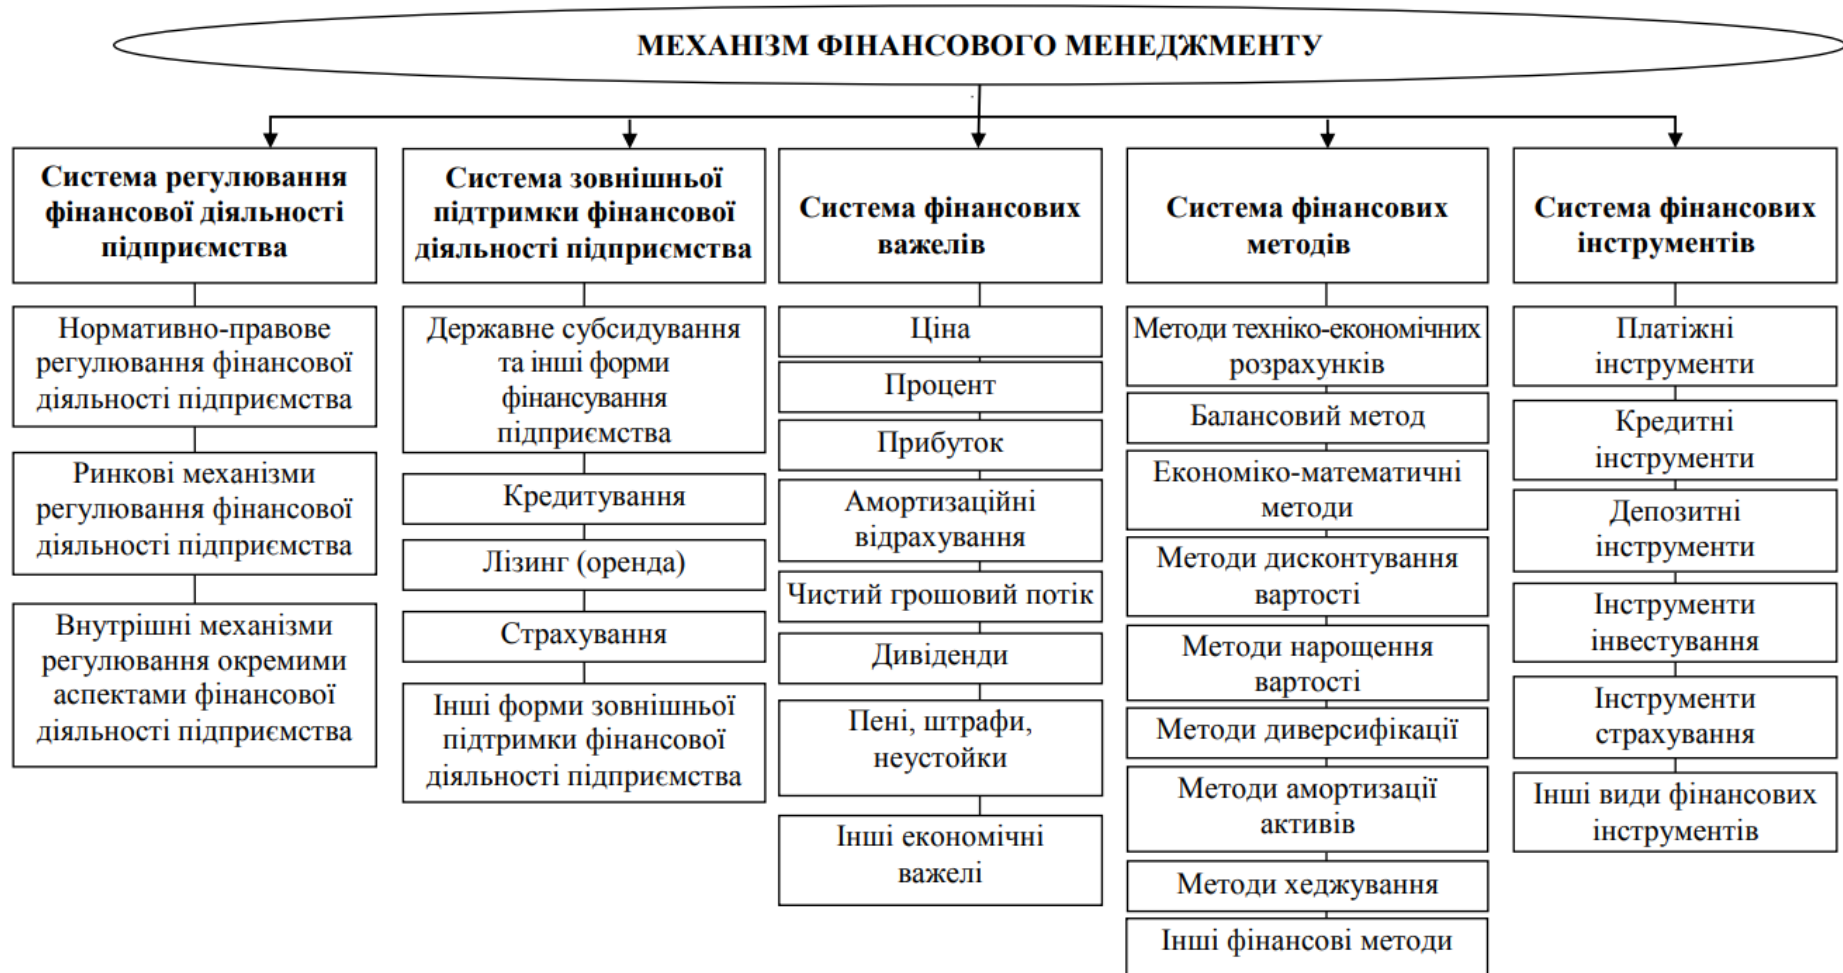 МЕХАНІЗМ ФІНАНСОВОГО МЕНЕДЖМЕНТУ
Система регулювання
фінансової діяльності
підприємства
Нормативно-правове
регулювання фінансової
діяльності підприємства
Ринкові механізми
регулювання фінансової
діяльності підприємства
Внутрішні механізми
регулювання окремими
аспектами фінансової
діяльності підприємства
Система зовнішньої
підтримки фінансової
діяльності підприємства
Державне субсидування
та інші форми
фінансування
підприємства
Кредитування
Лізинг (оренда)
Страхування
Інші форми зовнішньої
підтримки фінансової
діяльності підприємства
Система фінансових
важелів
Ціна
Процент
Прибуток
Амортизаційні
відрахування
Чистий грошовий потік
Дивіденди
Пені, штрафи,
неустойки
Інші економічні
важелі
Система фінансових
методів
Методи техніко-економічних
розрахунків
Балансовий метод
Економіко-математичні
методи
Методи дисконтування
вартості
Методи нарощення
вартості
Методи диверсифікації
Методи амортизації
активів
Методи хеджування
Інші фінансові методи
Система фінансових
інструментів
Платіжні
інструменти
Кредитні
інструменти
Депозитні
інструменти
Інструменти
інвестування
Інструменти
страхування
Інші види фінансових
інструментів